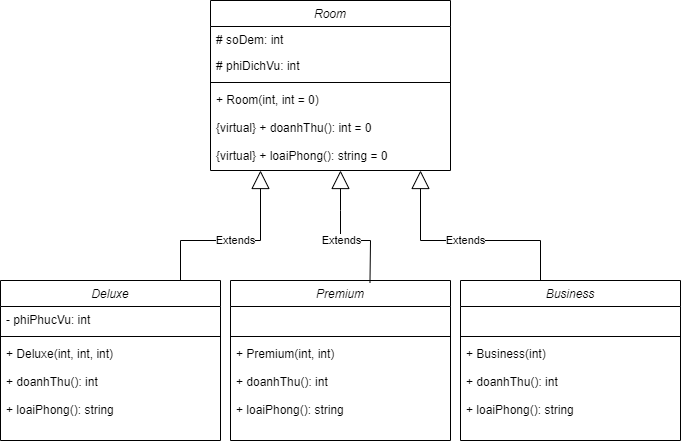 Room
# soDem: int
# phiDichVu: int
+ Room(int, int = 0)
{virtual} + doanhThu(): int = 0
{virtual} + loaiPhong(): string = 0
Extends
Extends
Extends
Deluxe
- phiPhucVu: int
+ Deluxe(int, int, int)
+ doanhThu(): int
+ loaiPhong(): string
Premium
+ Premium(int, int)
+ doanhThu(): int
+ loaiPhong(): string
Business
+ Business(int)
+ doanhThu(): int
+ loaiPhong(): string